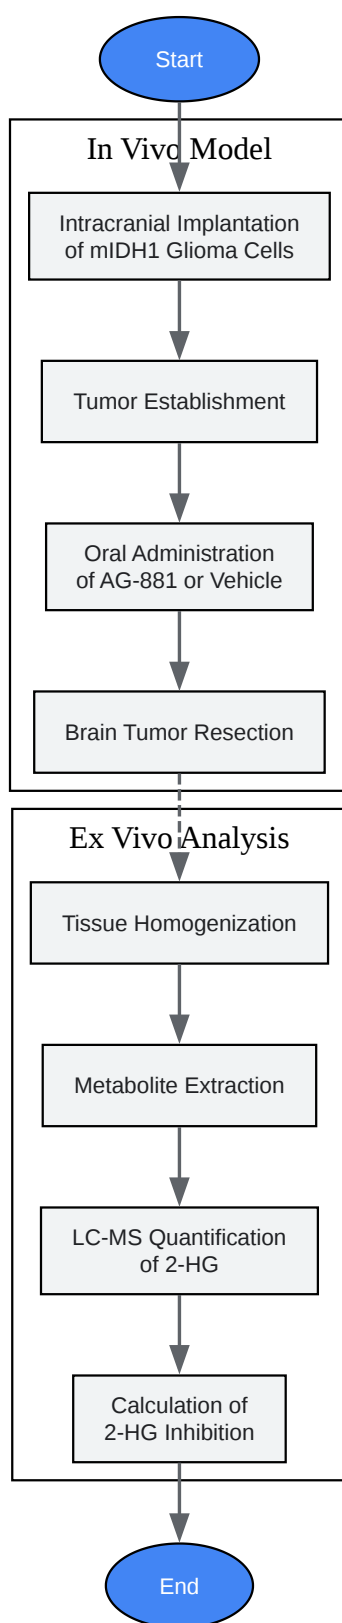 Start
In Vivo Model
Intracranial Implantation
of mIDH1 Glioma Cells
Tumor Establishment
Oral Administration
of AG-881 or Vehicle
Brain Tumor Resection
Ex Vivo Analysis
Tissue Homogenization
Metabolite Extraction
LC-MS Quantification
of 2-HG
Calculation of
2-HG Inhibition
End